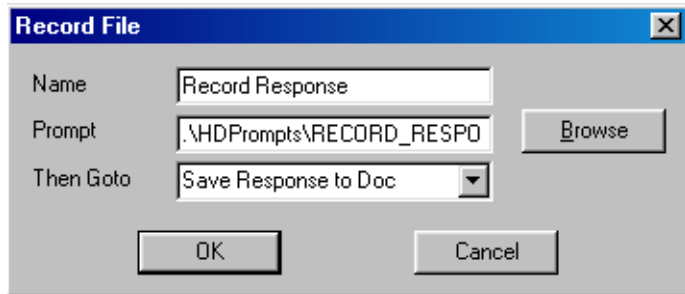 Record File
Name Record Response
Prompt .\HDPrompts\RECORD_RESPO Browse
Then Goto Save Response to Doc
OK Cancel